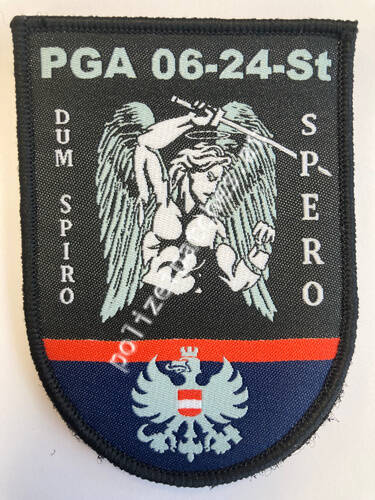 PGA 06-24-St
DUM SPIRO
SPERO